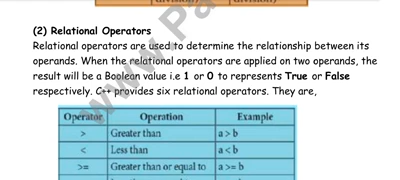 (2) Relational Operators
Relational operators are used to determine the relationship between its
operands. When the relational operators are applied on two operands, the
result will be a Boolean value i.e 1 or 0 to represents True or False
respectively. C++ provides six relational operators. They are,
Operator Operation Example
> Greater than a > b
< Less than a < b
>= Greater than or equal to a >= b